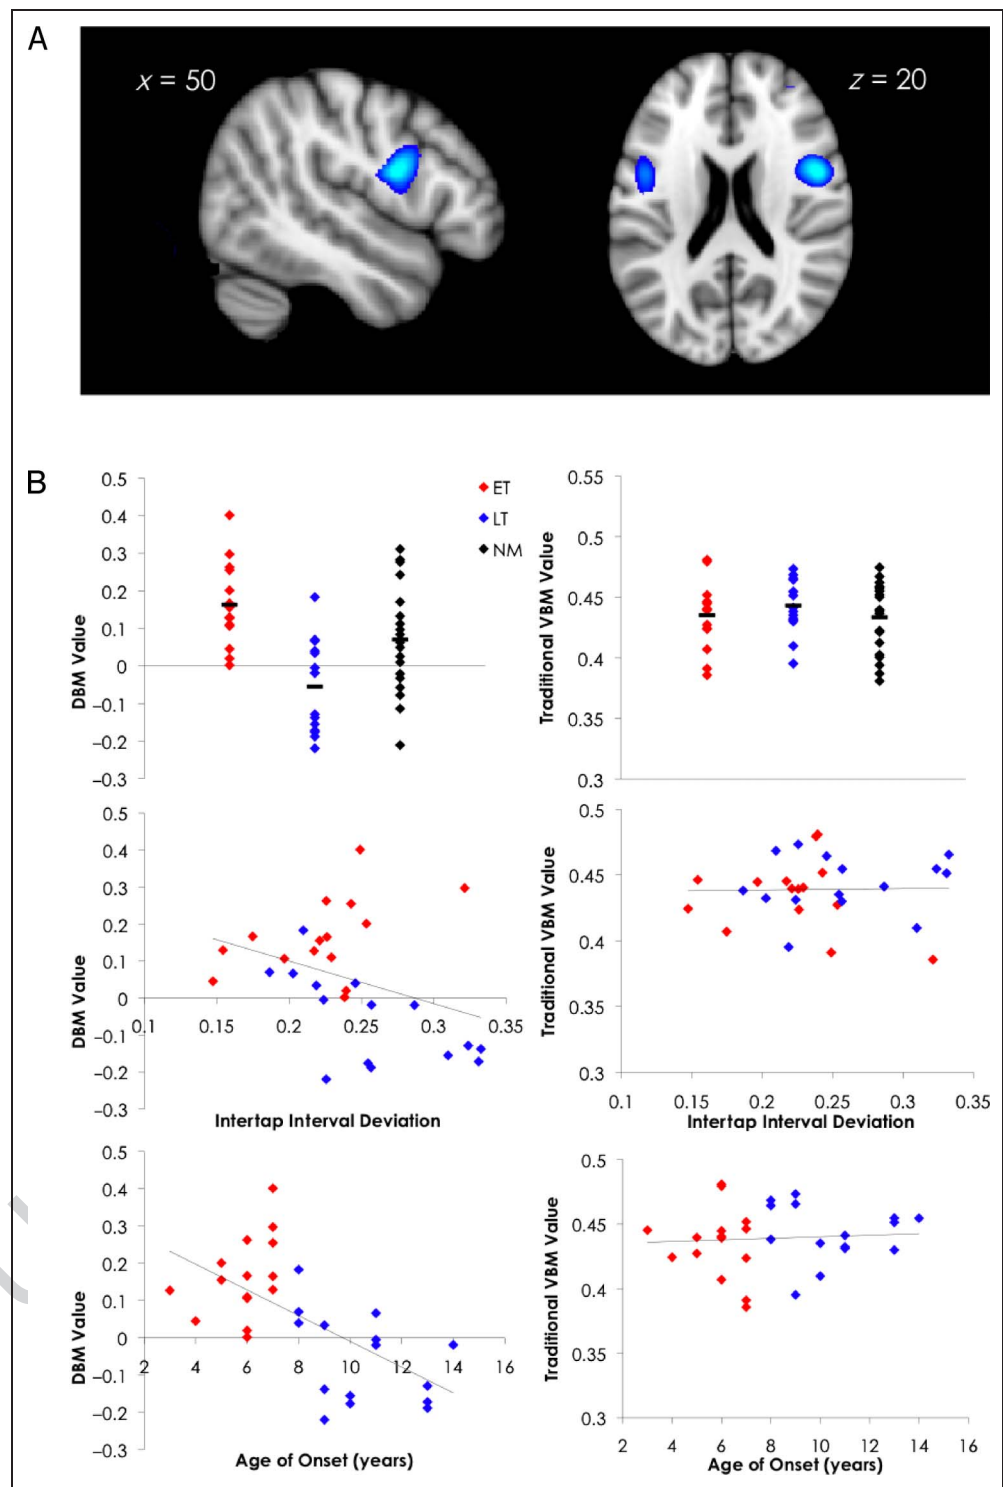 A
x = 50
z = 20
B
0.5
0.4
0.3
0.2
0.1
0
–0.1
–0.2
–0.3
DBM Value
ET
LT
NM
0.55
0.5
0.45
0.4
0.35
0.3
Traditional VBM Value
0.5
0.4
0.3
0.2
0.1
0
–0.1
–0.2
–0.3
DBM Value
0.1 0.15 0.2 0.25 0.3 0.35
Intertap Interval Deviation
0.5
0.45
0.4
0.35
0.3
Traditional VBM Value
0.1 0.15 0.2 0.25 0.3 0.35
Intertap Interval Deviation
0.5
0.4
0.3
0.2
0.1
0
–0.1
–0.2
–0.3
DBM Value
2 4 6 8 10 12 14 16
Age of Onset (years)
0.5
0.45
0.4
0.35
0.3
Traditional VBM Value
2 4 6 8 10 12 14 16
Age of Onset (years)